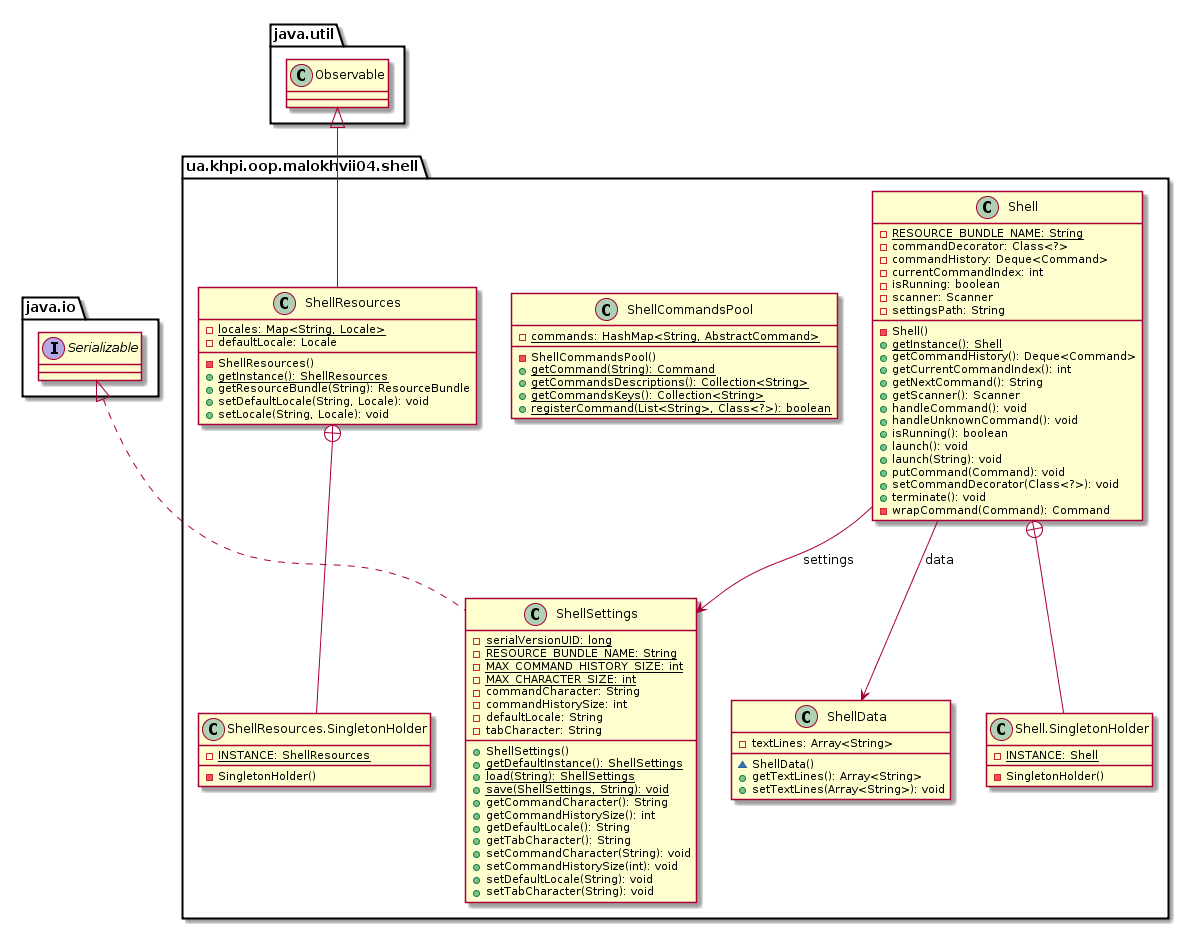 java.util
C Observable
ua.khpi.oop.malokhvii04.shell
C Shell
RESOURCE_BUNDLE_NAME: String
commandDecorator: Class<?>
commandHistory: Deque<Command>
currentCommandIndex: int
isRunning: boolean
scanner: Scanner
settingsPath: String
Shell()
getInstance(): Shell
getCommandHistory(): Deque<Command>
getCurrentCommandIndex(): int
getNextCommand(): String
getScanner(): Scanner
handleCommand(): void
handleUnknownCommand(): void
isRunning(): boolean
launch(): void
launch(String): void
putCommand(Command): void
setCommandDecorator(Class<?>): void
terminate(): void
wrapCommand(Command): Command
C ShellResources
locales: Map<String, Locale>
defaultLocale: Locale
ShellResources()
getInstance(): ShellResources
getResourceBundle(String): ResourceBundle
setDefaultLocale(String, Locale): void
setLocale(String, Locale): void
C ShellCommandsPool
commands: HashMap<String, AbstractCommand>
ShellCommandsPool()
getCommand(String): Command
getCommandsDescriptions(): Collection<String>
getCommandsKeys(): Collection<String>
registerCommand(List<String>, Class<?>): boolean
java.io
I Serializable
settings
data
C ShellSettings
serialVersionUID: long
RESOURCE_BUNDLE_NAME: String
MAX_COMMAND_HISTORY_SIZE: int
MAX_CHARACTER_SIZE: int
commandCharacter: String
commandHistorySize: int
defaultLocale: String
tabCharacter: String
ShellSettings()
getDefaultInstance(): ShellSettings
load(String): ShellSettings
save(ShellSettings, String): void
getCommandCharacter(): String
getCommandHistorySize(): int
getDefaultLocale(): String
getTabCharacter(): String
setCommandCharacter(String): void
setCommandHistorySize(int): void
setDefaultLocale(String): void
setTabCharacter(String): void
C ShellResources.SingletonHolder
INSTANCE: ShellResources
SingletonHolder()
C ShellData
textLines: Array<String>
ShellData()
getTextLines(): Array<String>
setTextLines(Array<String>): void
C Shell.SingletonHolder
INSTANCE: Shell
SingletonHolder()